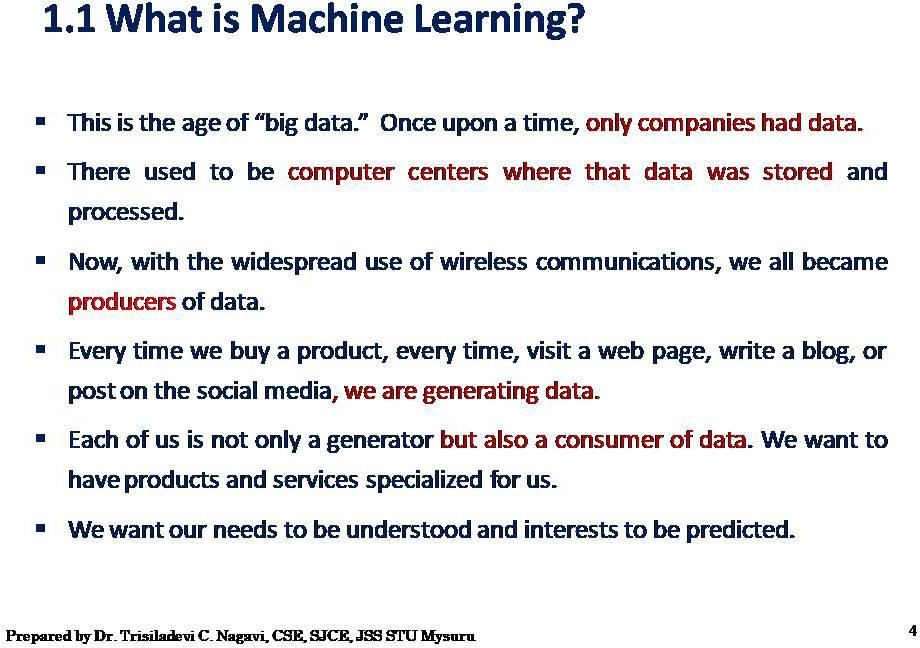 1.1 What is Machine Learning?
▪ This is the age of “big data.” Once upon a time, only companies had data.
▪ There used to be computer centers where that data was stored and
processed.
▪ Now, with the widespread use of wireless communications, we all became
producers of data.
▪ Every time we buy a product, every time, visit a web page, write a blog, or
post on the social media, we are generating data.
▪ Each of us is not only a generator but also a consumer of data. We want to
have products and services specialized for us.
▪ We want our needs to be understood and interests to be predicted.
Prepared by Dr. Trisiladevi C. Nagavi, CSE, SJCE, JSS STU Mysuru
4